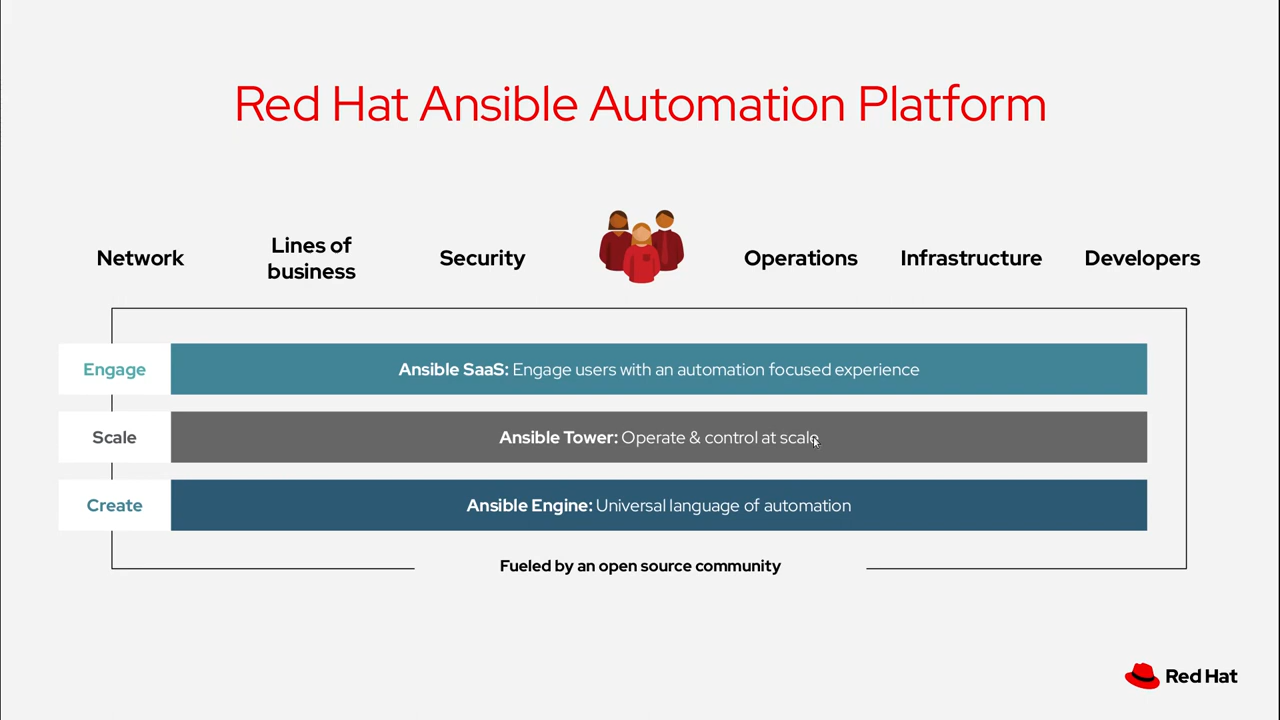 Red Hat Ansible Automation Platform
Network
Lines of
business
Security
Operations
Infrastructure
Developers
Engage
Ansible SaaS: Engage users with an automation focused experience
Scale
Ansible Tower: Operate & control at scale
Create
Ansible Engine: Universal language of automation
Fueled by an open source community
Red Hat